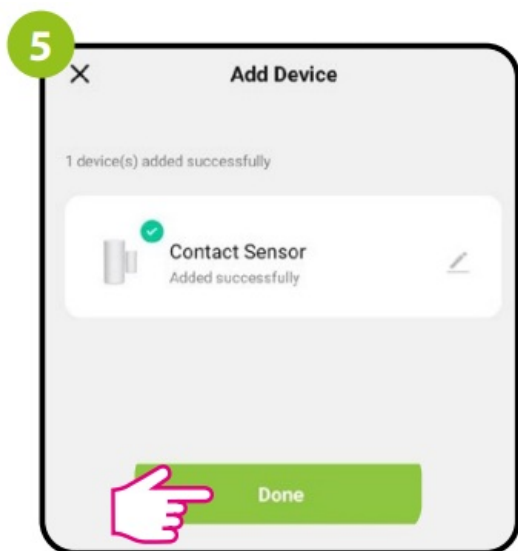 5
Add Device
1 device(s) added successfully
Contact Sensor
Added successfully
Done